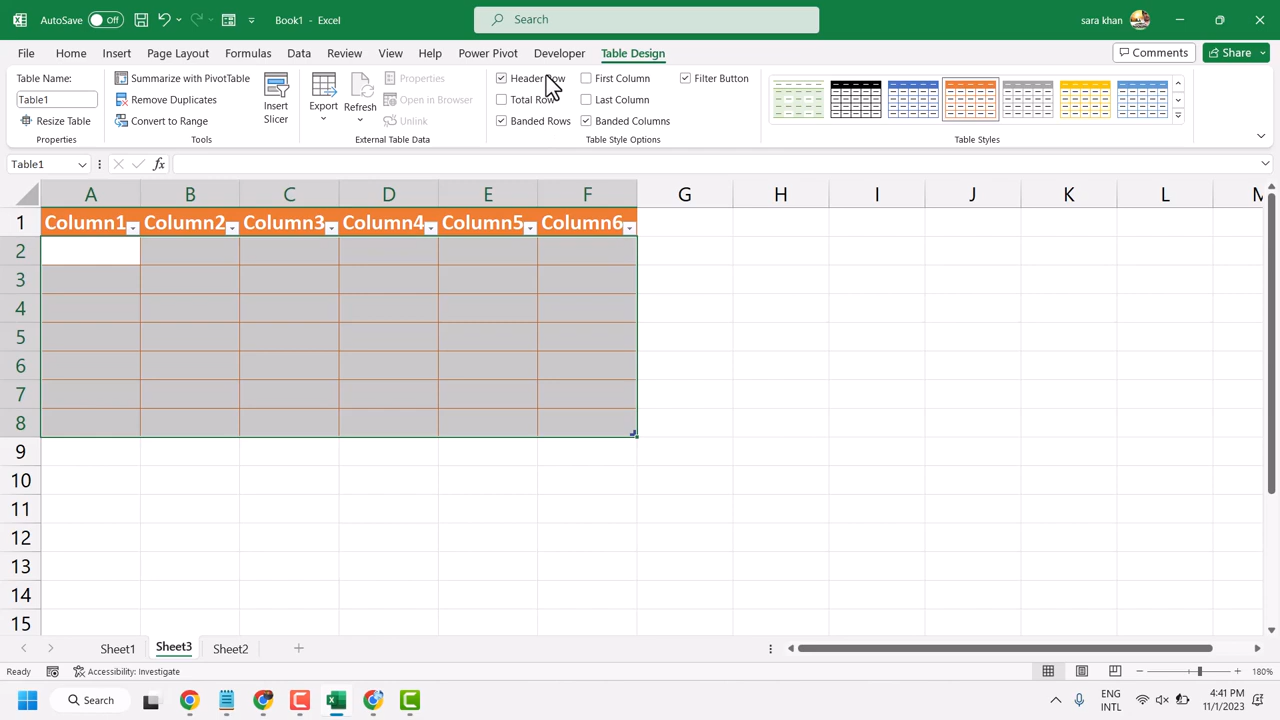 AutoSave Off Book1 - Excel Search sara khan
File Home Insert Page Layout Formulas Data Review View Help Power Pivot Developer Table Design Comments Share
Table Name: Summarize with PivotTable Properties Header Row First Column Filter Button
Table1 Remove Duplicates Insert Slicer Export Refresh Open in Browser Total Row Last Column
Resize Table Convert to Range Unlink Banded Rows Banded Columns
Properties Tools External Table Data Table Style Options Table Styles
Table1 fx
A B C D E F G H I J K L M
1 Column1 Column2 Column3 Column4 Column5 Column6
2
3
4
5
6
7
8
9
10
11
12
13
14
15
Sheet1 Sheet3 Sheet2
Ready Accessibility: Investigate 180%
Search ENG INTL 4:41 PM 11/1/2023